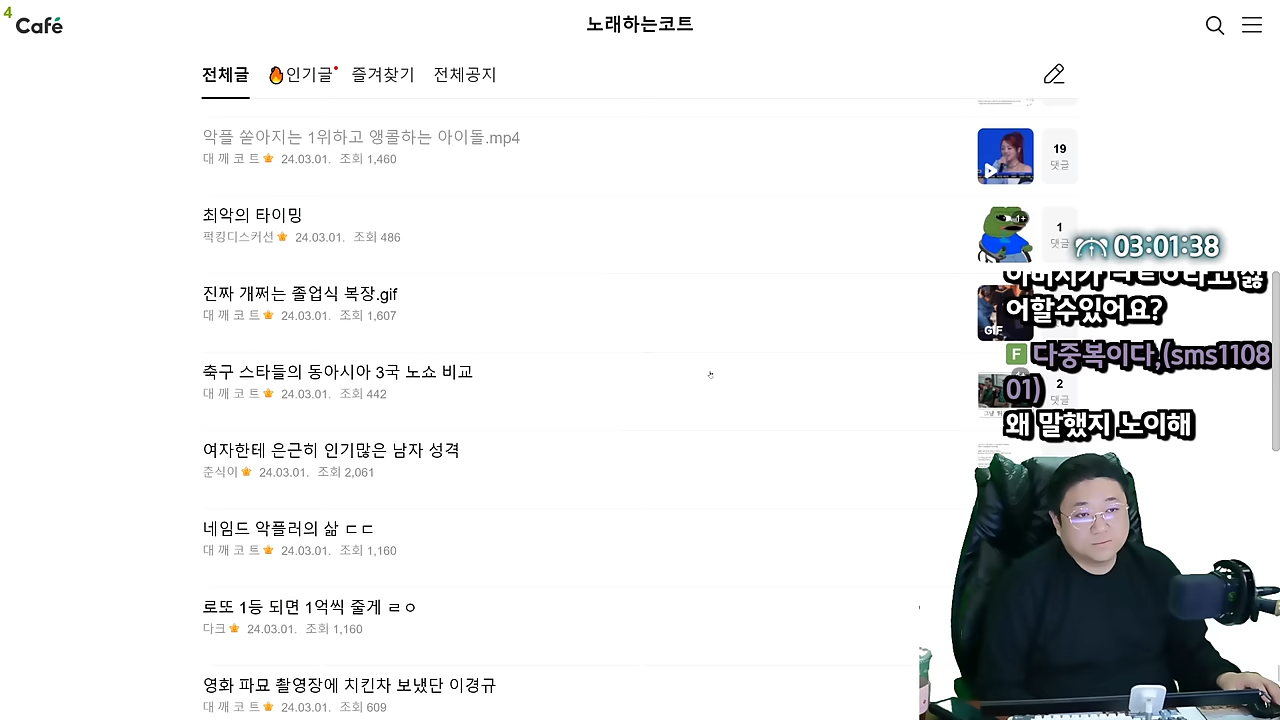 4
Café
노래하는코트
전체글 🔥인기글 즐겨찾기 전체공지
악플 쏟아지는 1위하고 앵콜하는 아이돌.mp4
대 깨 코 트 24.03.01. 조회 1,460
19
댓글
최악의 타이밍
퍽킹디스커션 24.03.01. 조회 486
1
댓글
03:01:38
진짜 개쩌는 졸업식 복장.gif
대 깨 코 트 24.03.01. 조회 1,607
GIF
어할수있어요?
F 다중복이다,(sms1108
01)
왜 말했지 노이해
축구 스타들의 동아시아 3국 노쇼 비교
대 깨 코 트 24.03.01. 조회 442
2
댓글
여자한테 은근히 인기많은 남자 성격
준식이 24.03.01. 조회 2,061
네임드 악플러의 삶 ㄷㄷ
대 깨 코 트 24.03.01. 조회 1,160
로또 1등 되면 1억씩 줄게 ㄹㅇ
다크 24.03.01. 조회 1,160
영화 파묘 촬영장에 치킨차 보냈단 이경규
대 깨 코 트 24.03.01. 조회 609